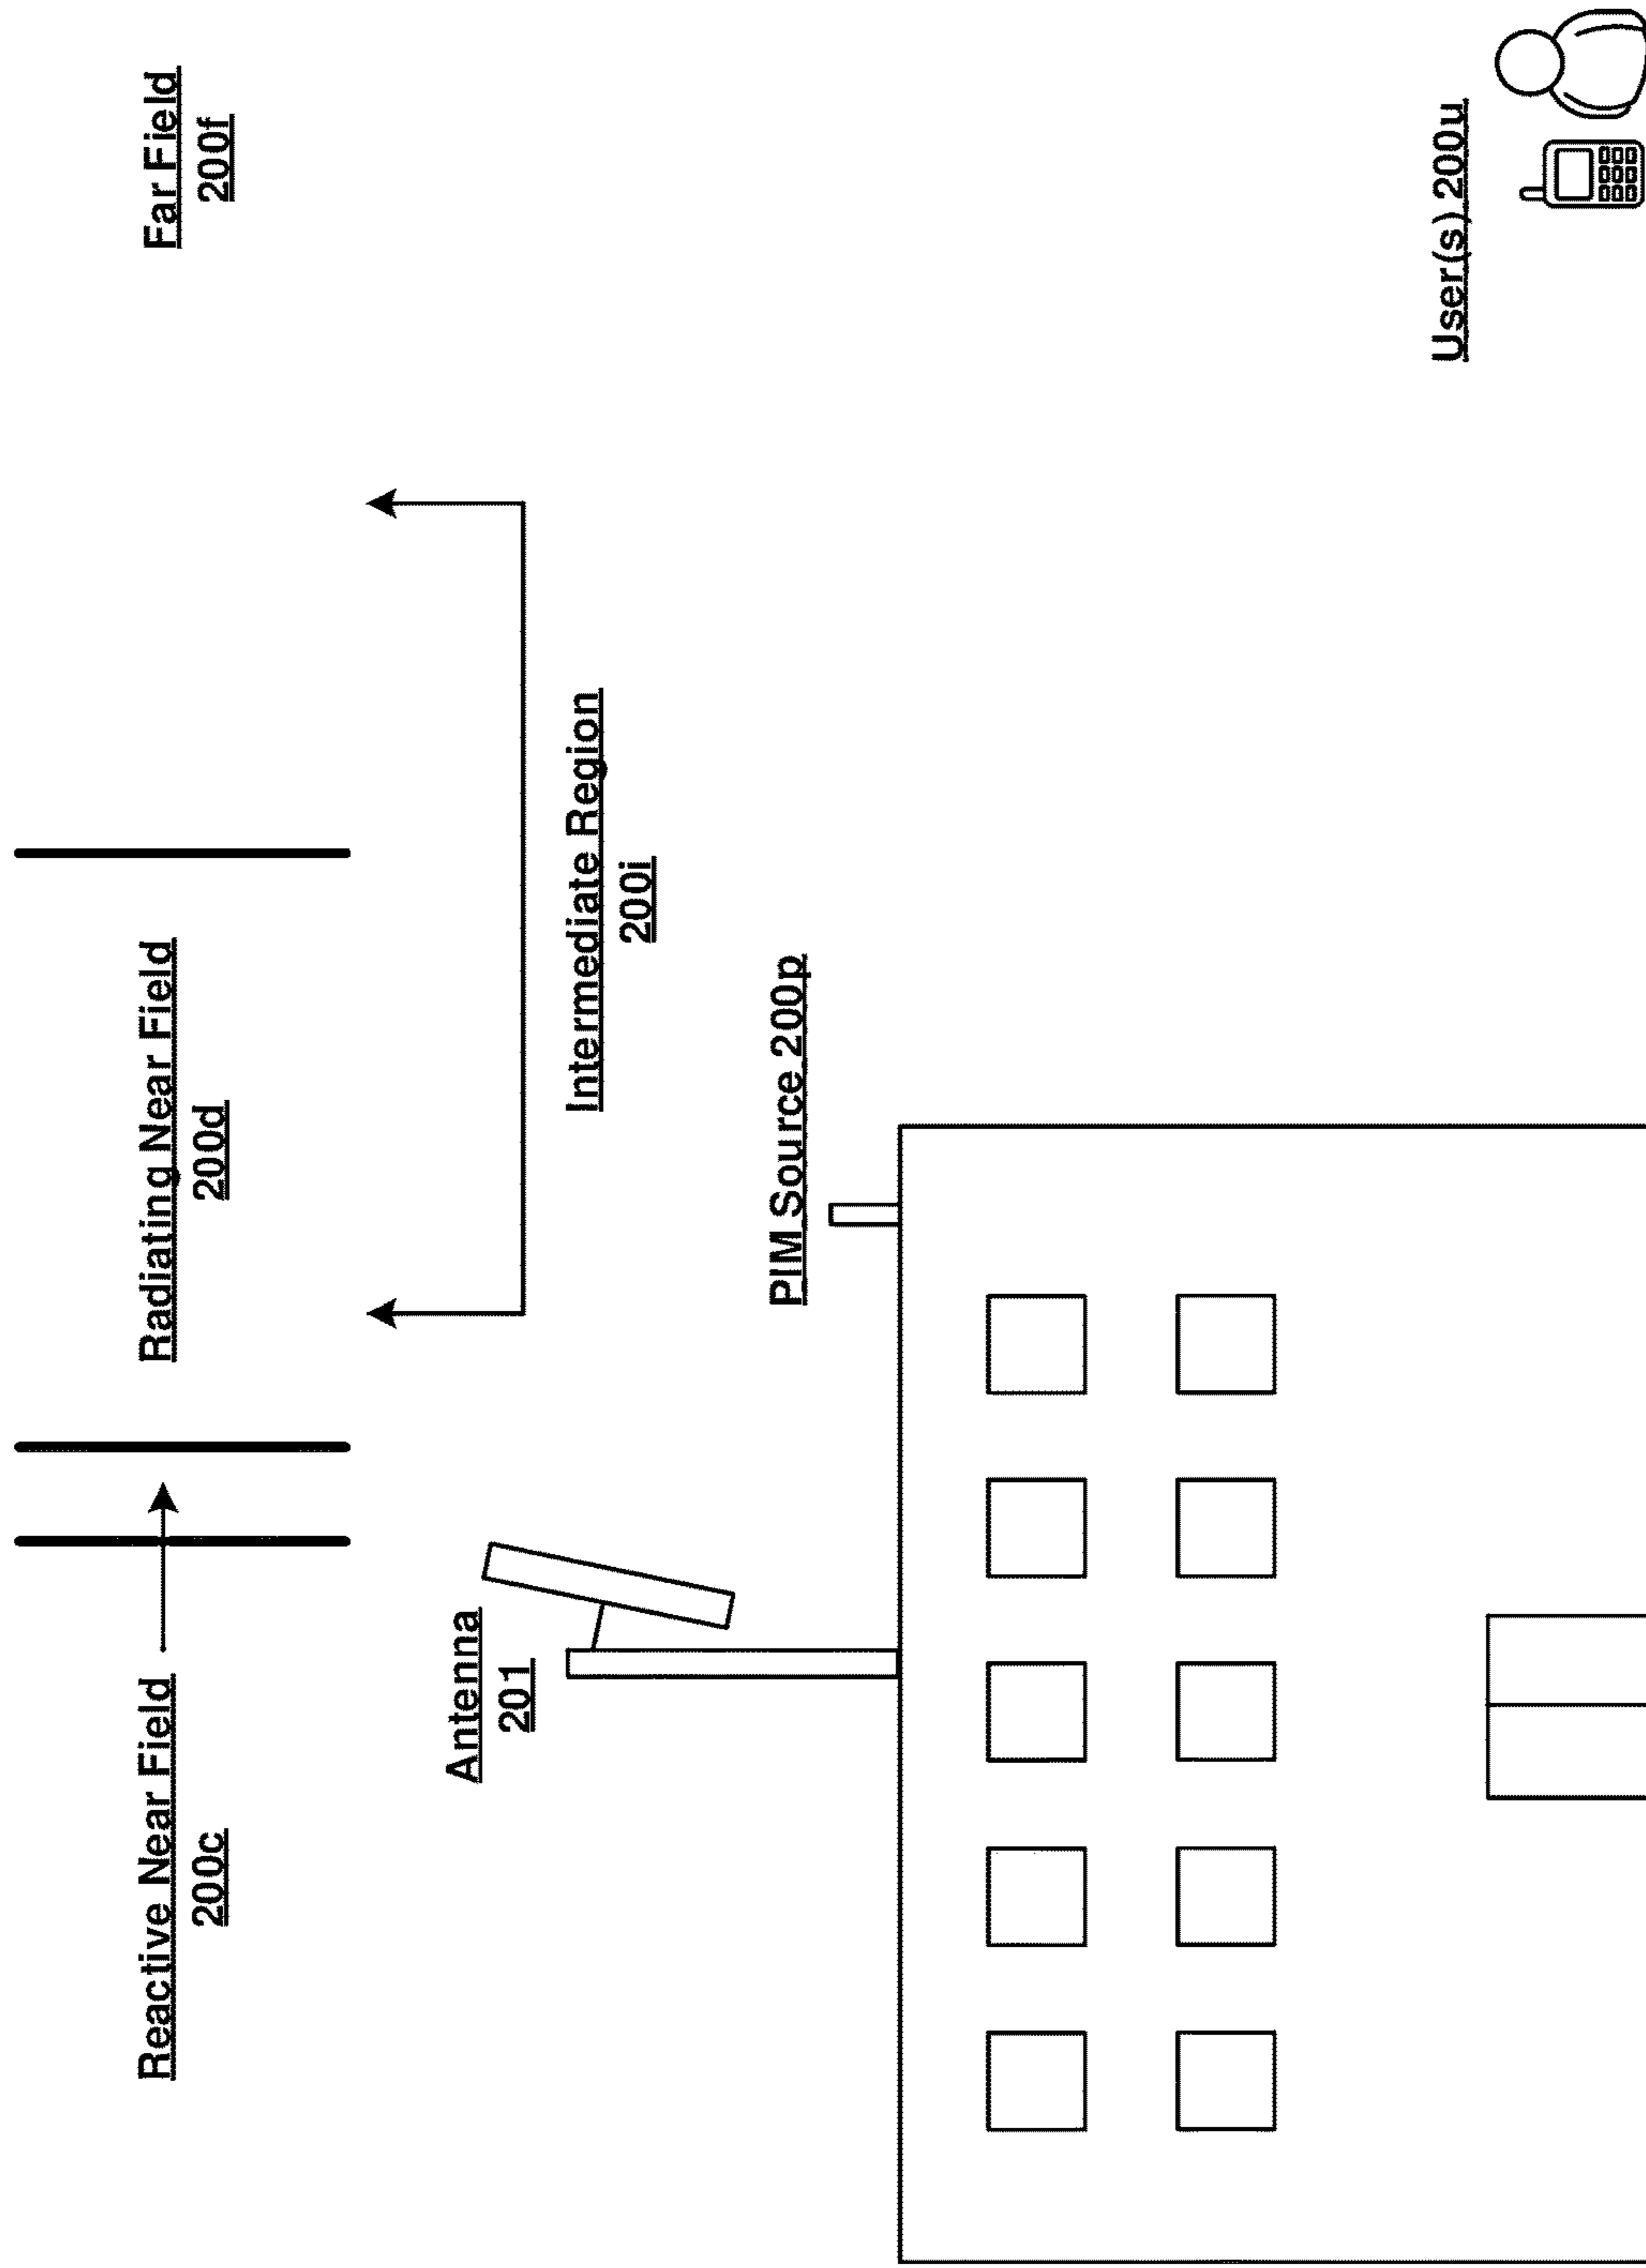 Reactive Near Field
200c
Radiating Near Field
200d
Far Field
200f
Antenna
201
Intermediate Region
200i
PIM Source 200p
User(s) 200u